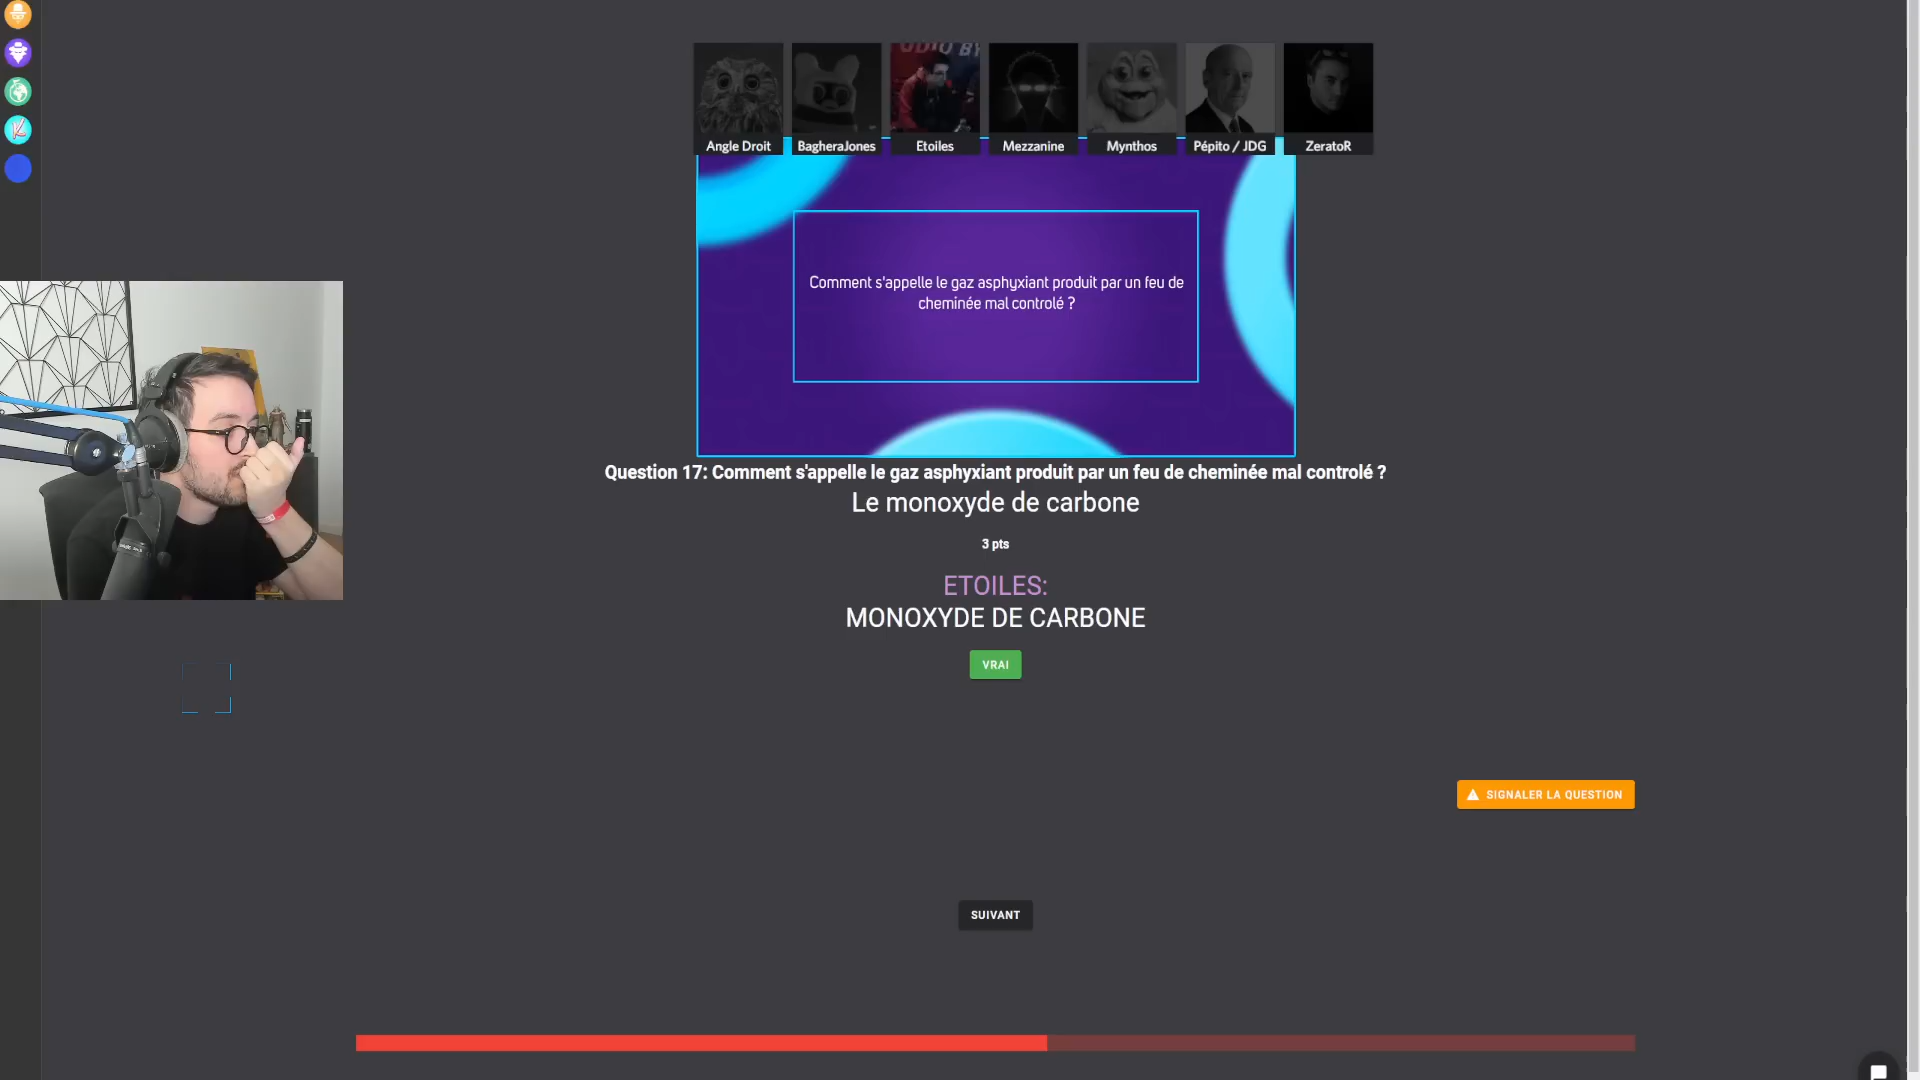 UDIO BY
Angle Droit
BagheraJones
Etoiles
Mezzanine
Mynthos
Pépito / JDG
ZeratoR
Comment s'appelle le gaz asphyxiant produit par un feu de
cheminée mal controlé ?
Question 17: Comment s'appelle le gaz asphyxiant produit par un feu de cheminée mal controlé ?
Le monoxyde de carbone
3 pts
ETOILES:
MONOXYDE DE CARBONE
VRAI
SIGNALER LA QUESTION
SUIVANT